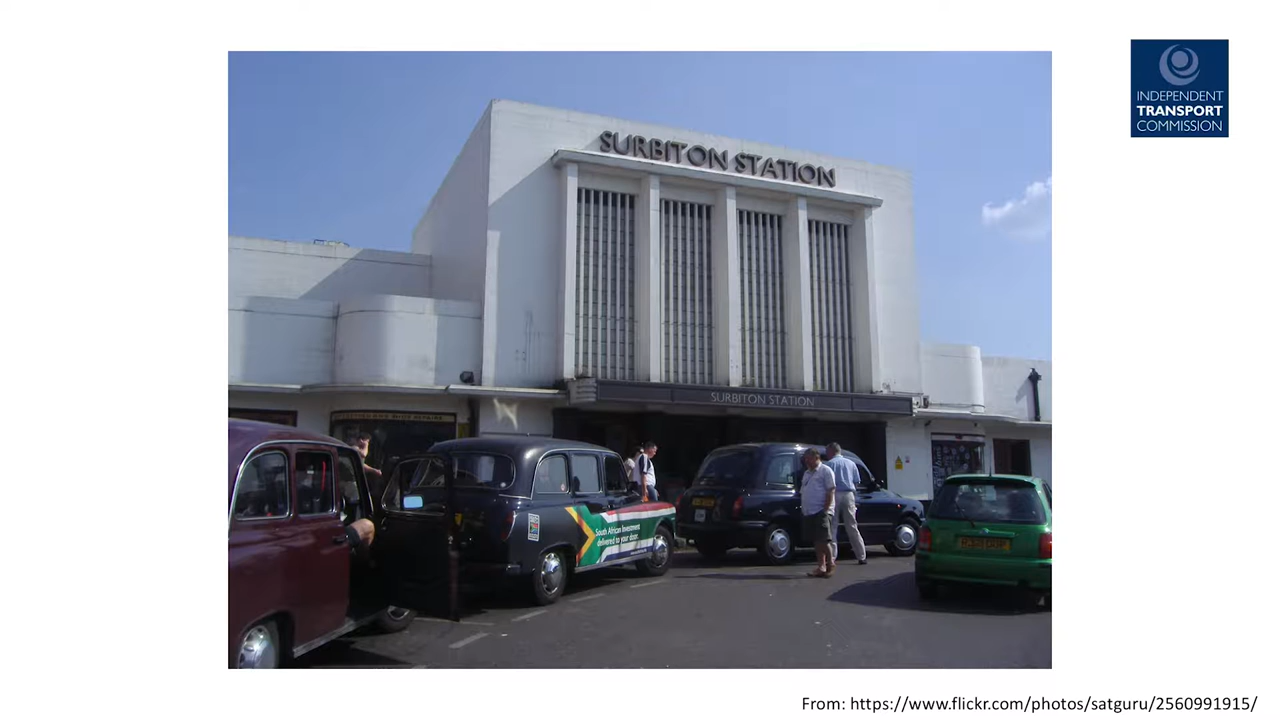 INDEPENDENT
TRANSPORT
COMMISSION
SURBITON STATION
SURBITON STATION
South African Investment
delivered to your door.
From: https://www.flickr.com/photos/satguru/2560991915/